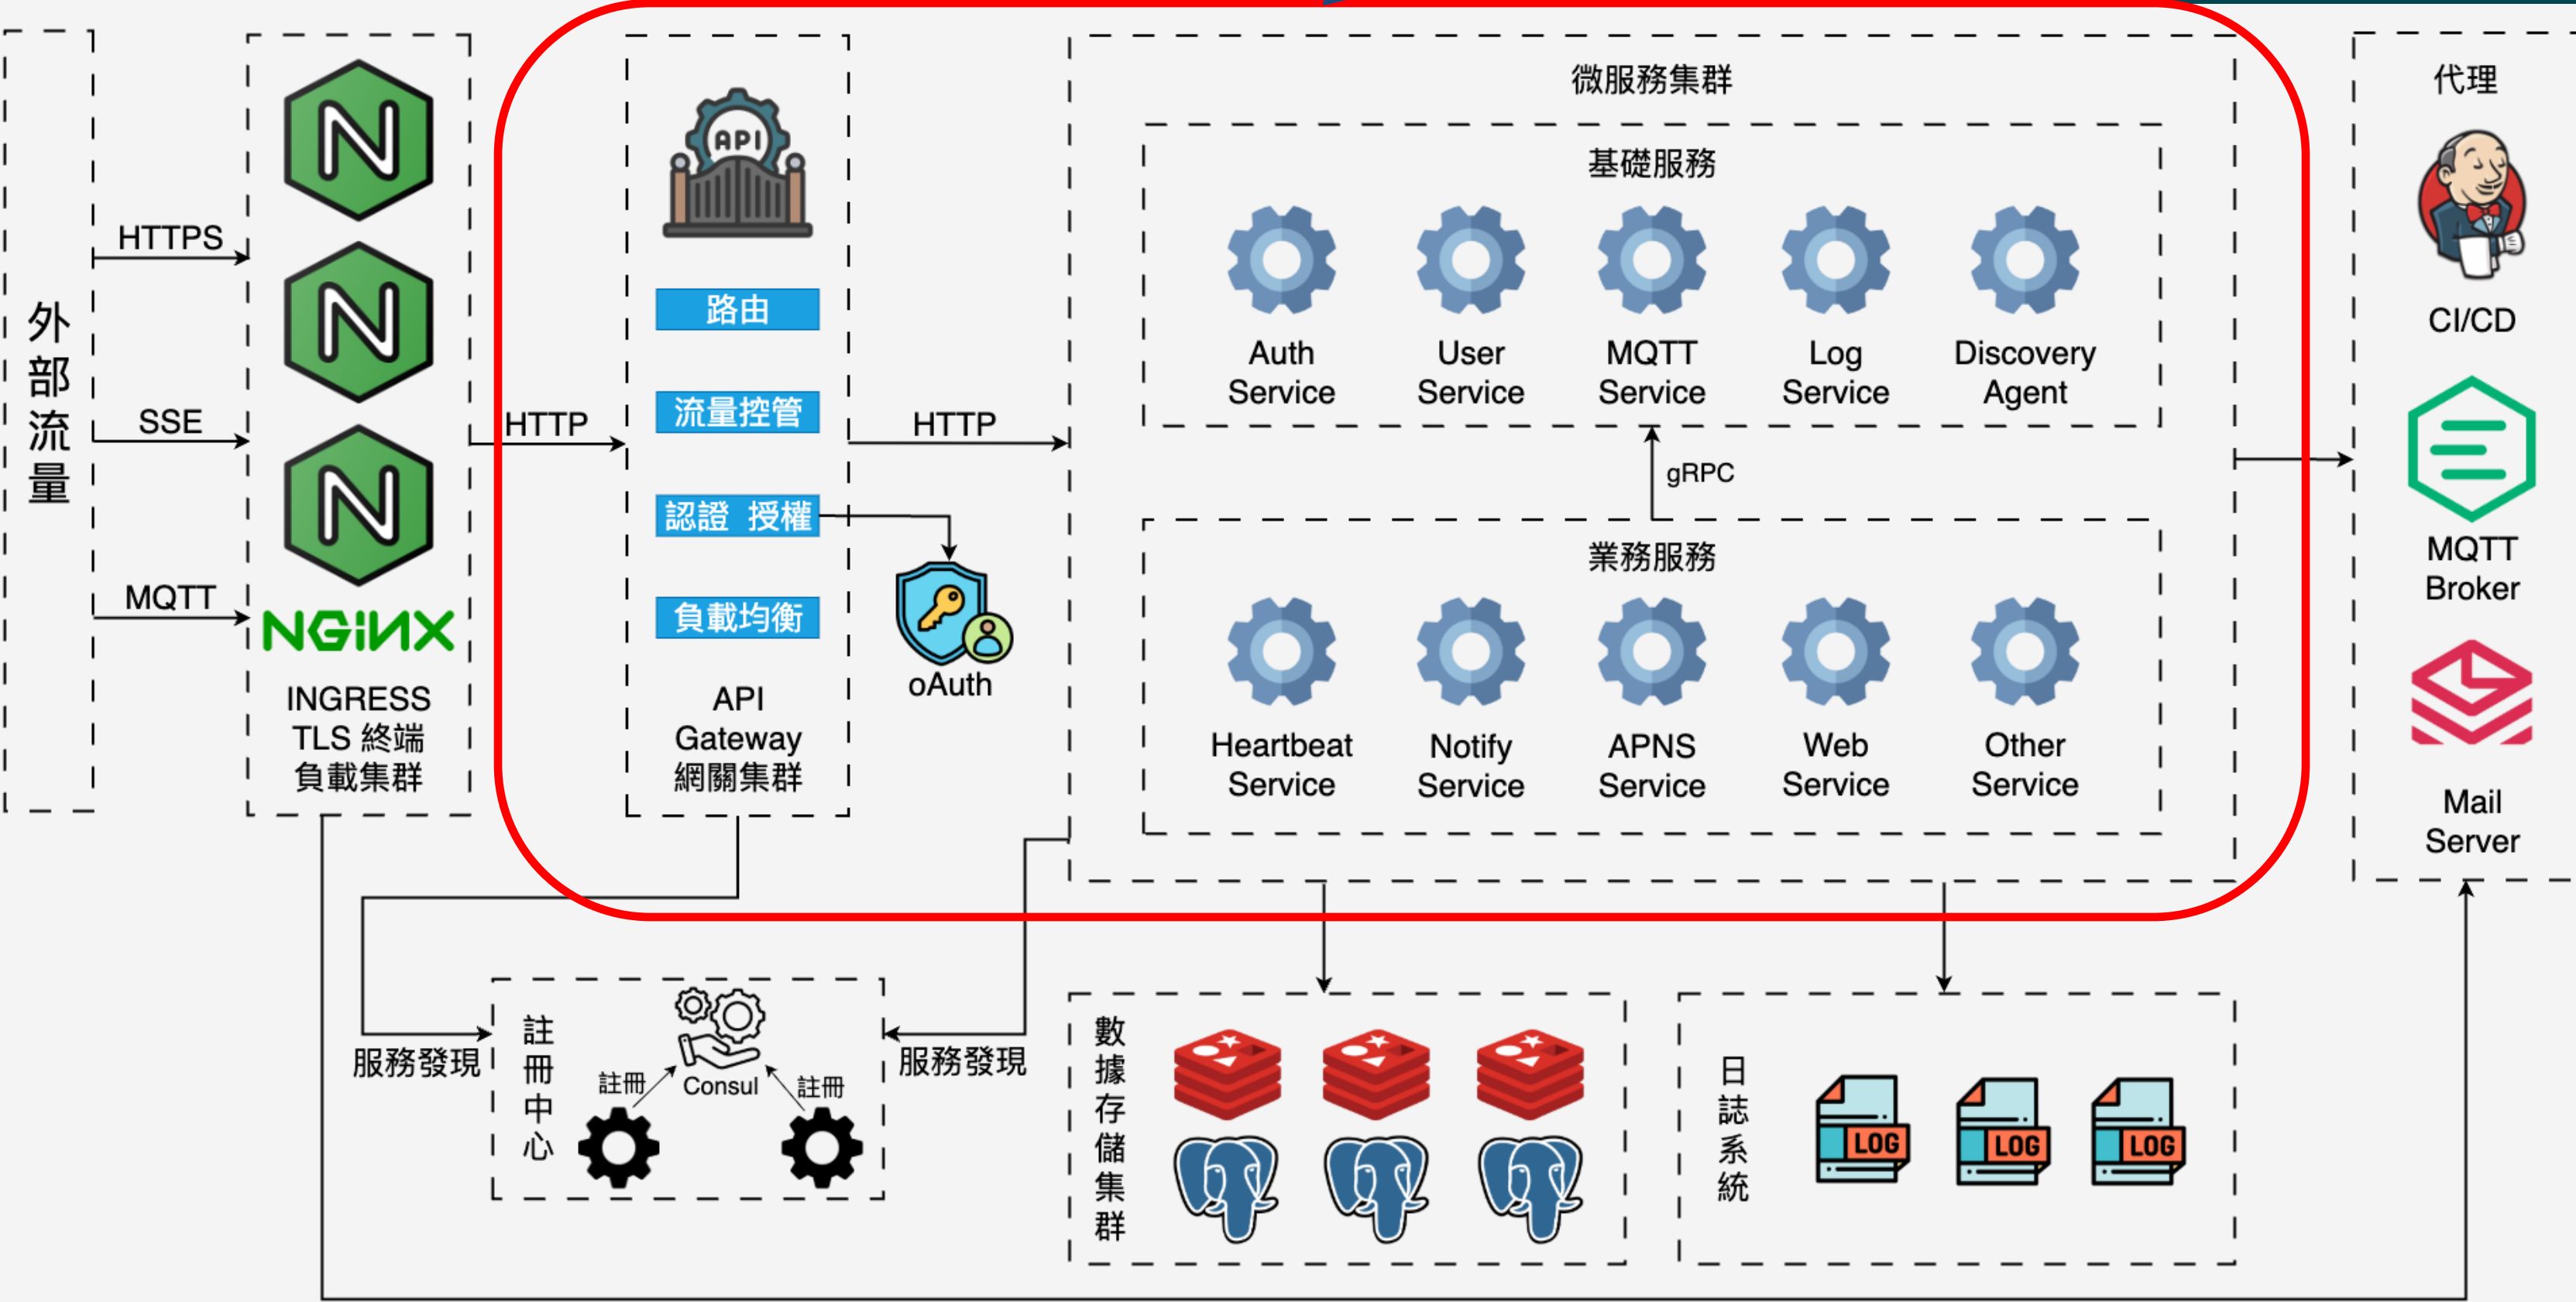 外部流量
HTTPS
SSE
MQTT
NGINX
INGRESS
TLS 終端
負載集群
HTTP
API
路由
流量控管
認證 授權
負載均衡
API
Gateway
網關集群
HTTP
oAuth
微服務集群
基礎服務
Auth
Service
User
Service
MQTT
Service
Log
Service
Discovery
Agent
gRPC
業務服務
Heartbeat
Service
Notify
Service
APNS
Service
Web
Service
Other
Service
代理
CI/CD
MQTT
Broker
Mail
Server
服務發現
註冊中心
註冊
Consul
註冊
服務發現
數據存儲集群
日誌系統
LOG
LOG
LOG